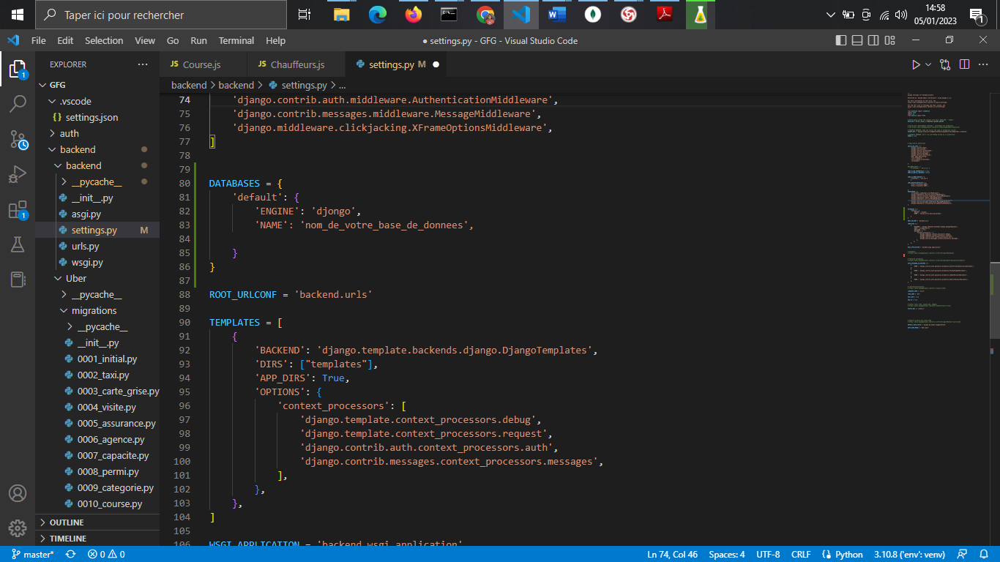 Taper ici pour rechercher
14:58
05/01/2023
1
File Edit Selection View Go Run Terminal Help
● settings.py - GFG - Visual Studio Code
EXPLORER ···
JS Course.js
JS Chauffeurs.js
settings.py M ●
backend > backend > settings.py > ...
1
1
GFG
.vscode
{} settings.json
auth
backend
backend
__pycache__
__init__.py
asgi.py
settings.py M
urls.py
wsgi.py
Uber
__pycache__
migrations
__pycache__
__init__.py
0001_initial.py
0002_taxi.py
0003_carte_grise.py
0004_visite.py
0005_assurance.py
0006_agence.py
0007_capacite.py
0008_permi.py
0009_categorie.py
0010_course.py
OUTLINE
TIMELINE
74 'django.contrib.auth.middleware.AuthenticationMiddleware',
75 'django.contrib.messages.middleware.MessageMiddleware',
76 'django.middleware.clickjacking.XFrameOptionsMiddleware',
77 ]
78
79
80 DATABASES = {
81 'default': {
82 'ENGINE': 'djongo',
83 'NAME': 'nom_de_votre_base_de_donnees',
84
85 }
86 }
87
88 ROOT_URLCONF = 'backend.urls'
89
90 TEMPLATES = [
91 {
92 'BACKEND': 'django.template.backends.django.DjangoTemplates',
93 'DIRS': ["templates"],
94 'APP_DIRS': True,
95 'OPTIONS': {
96 'context_processors': [
97 'django.template.context_processors.debug',
98 'django.template.context_processors.request',
99 'django.contrib.auth.context_processors.auth',
100 'django.contrib.messages.context_processors.messages',
101 ],
102 },
103 },
104 ]
105
106 WSGI_APPLICATION = 'backend.wsgi.application'
master* 0 0 Ln 74, Col 46 Spaces: 4 UTF-8 CRLF {} Python 3.10.8 ('env': venv)